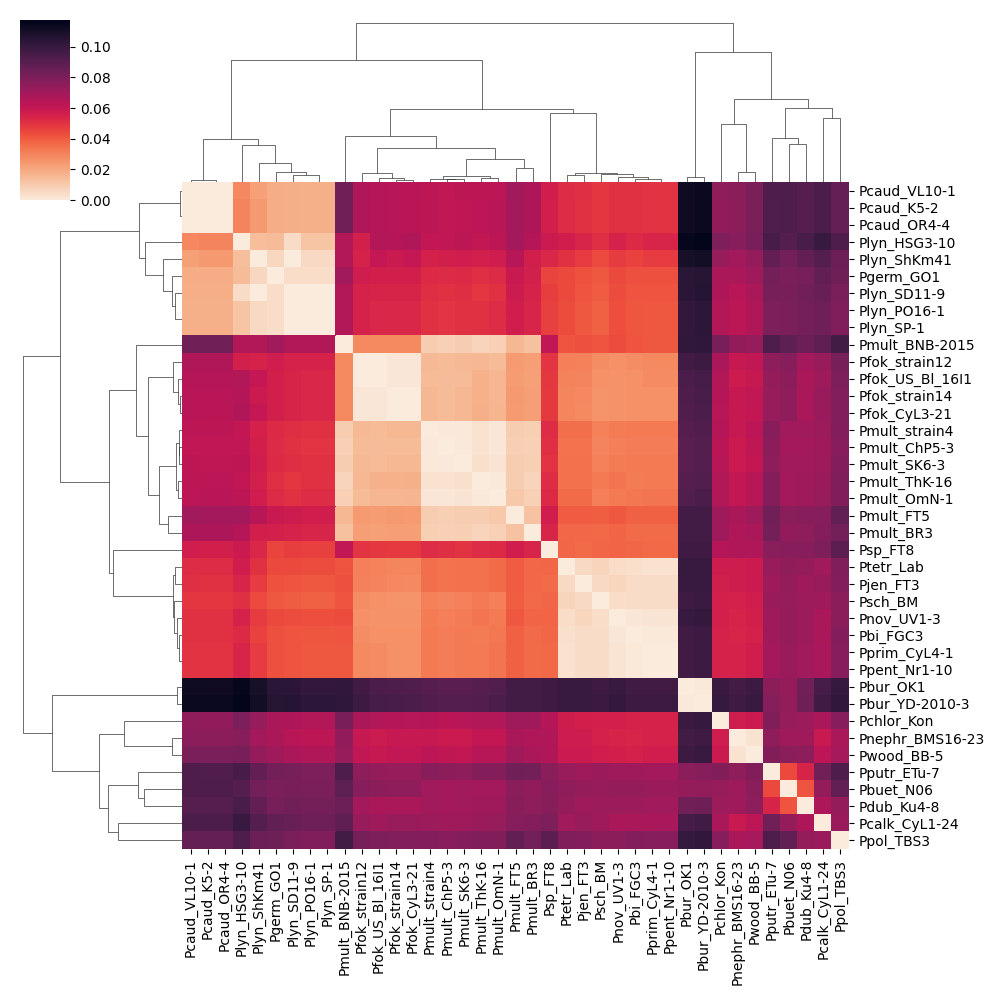 0.10
0.08
0.06
0.04
0.02
0.00
Pcaud_VL10-1
Pcaud_K5-2
Pcaud_OR4-4
Plyn_HSG3-10
Plyn_ShKm41
Pgerm_GO1
Plyn_SD11-9
Plyn_PO16-1
Plyn_SP-1
Pmult_BNB-2015
Pfok_strain12
Pfok_US_Bl_16I1
Pfok_strain14
Pfok_CyL3-21
Pmult_strain4
Pmult_ChP5-3
Pmult_SK6-3
Pmult_ThK-16
Pmult_OmN-1
Pmult_FT5
Pmult_BR3
Psp_FT8
Ptetr_Lab
Pjen_FT3
Psch_BM
Pnov_UV1-3
Pbi_FGC3
Pprim_CyL4-1
Ppent_Nr1-10
Pbur_OK1
Pbur_YD-2010-3
Pchlor_Kon
Pnephr_BMS16-23
Pwood_BB-5
Pputr_ETu-7
Pbuet_N06
Pdub_Ku4-8
Pcalk_CyL1-24
Ppol_TBS3
Pcaud_VL10-1
Pcaud_K5-2
Pcaud_OR4-4
Plyn_HSG3-10
Plyn_ShKm41
Pgerm_GO1
Plyn_SD11-9
Plyn_PO16-1
Plyn_SP-1
Pmult_BNB-2015
Pfok_strain12
Pfok_US_Bl_16I1
Pfok_strain14
Pfok_CyL3-21
Pmult_strain4
Pmult_ChP5-3
Pmult_SK6-3
Pmult_ThK-16
Pmult_OmN-1
Pmult_FT5
Pmult_BR3
Psp_FT8
Ptetr_Lab
Pjen_FT3
Psch_BM
Pnov_UV1-3
Pbi_FGC3
Pprim_CyL4-1
Ppent_Nr1-10
Pbur_OK1
Pbur_YD-2010-3
Pchlor_Kon
Pnephr_BMS16-23
Pwood_BB-5
Pputr_ETu-7
Pbuet_N06
Pdub_Ku4-8
Pcalk_CyL1-24
Ppol_TBS3